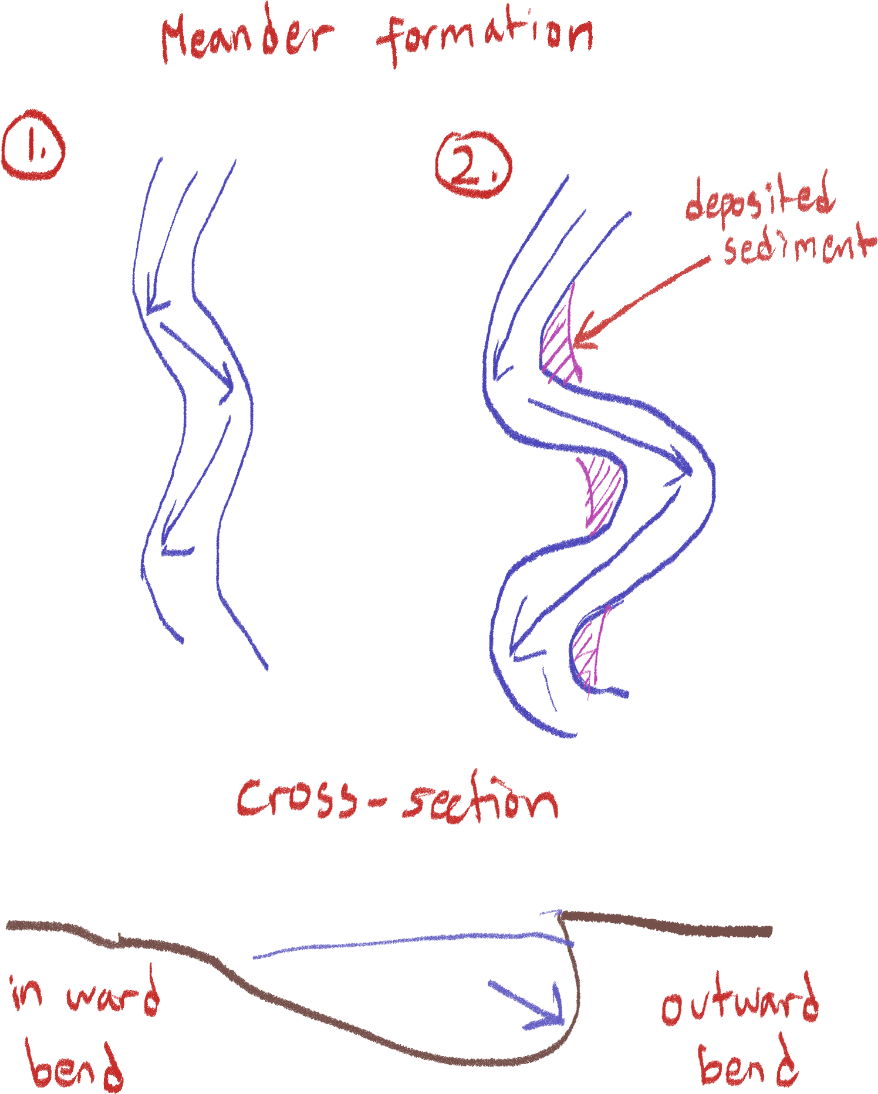 Meander formation
1.
2.
deposited
sediment
Cross-section
in ward
bend
outward
bend